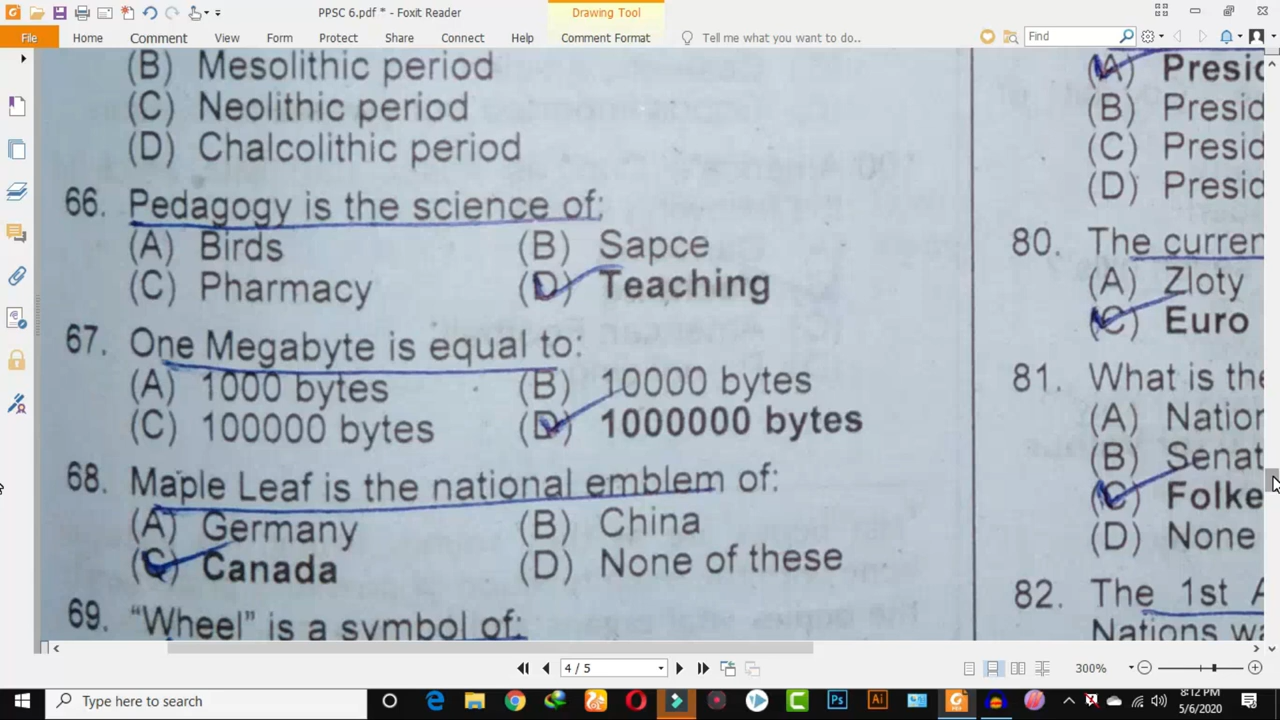 PPSC 6.pdf * - Foxit Reader
Drawing Tool
File
Home
Comment
View
Form
Protect
Share
Connect
Help
Comment Format
Tell me what you want to do..
Find
(B) Mesolithic period
(C) Neolithic period
(D) Chalcolithic period
66. Pedagogy is the science of:
(A) Birds (B) Sapce
(C) Pharmacy (D) Teaching
67. One Megabyte is equal to:
(A) 1000 bytes (B) 10000 bytes
(C) 100000 bytes (D) 1000000 bytes
68. Maple Leaf is the national emblem of:
(A) Germany (B) China
(C) Canada (D) None of these
69. "Wheel" is a symbol of:
(A) Presid
(B) Presid
(C) Presid
(D) Presid
80. The curren
(A) Zloty
(C) Euro
81. What is the
(A) Nation
(B) Senat
(C) Folke
(D) None
82. The 1st A
Nations wa
4 / 5
300%
Type here to search
8:12 PM
5/6/2020